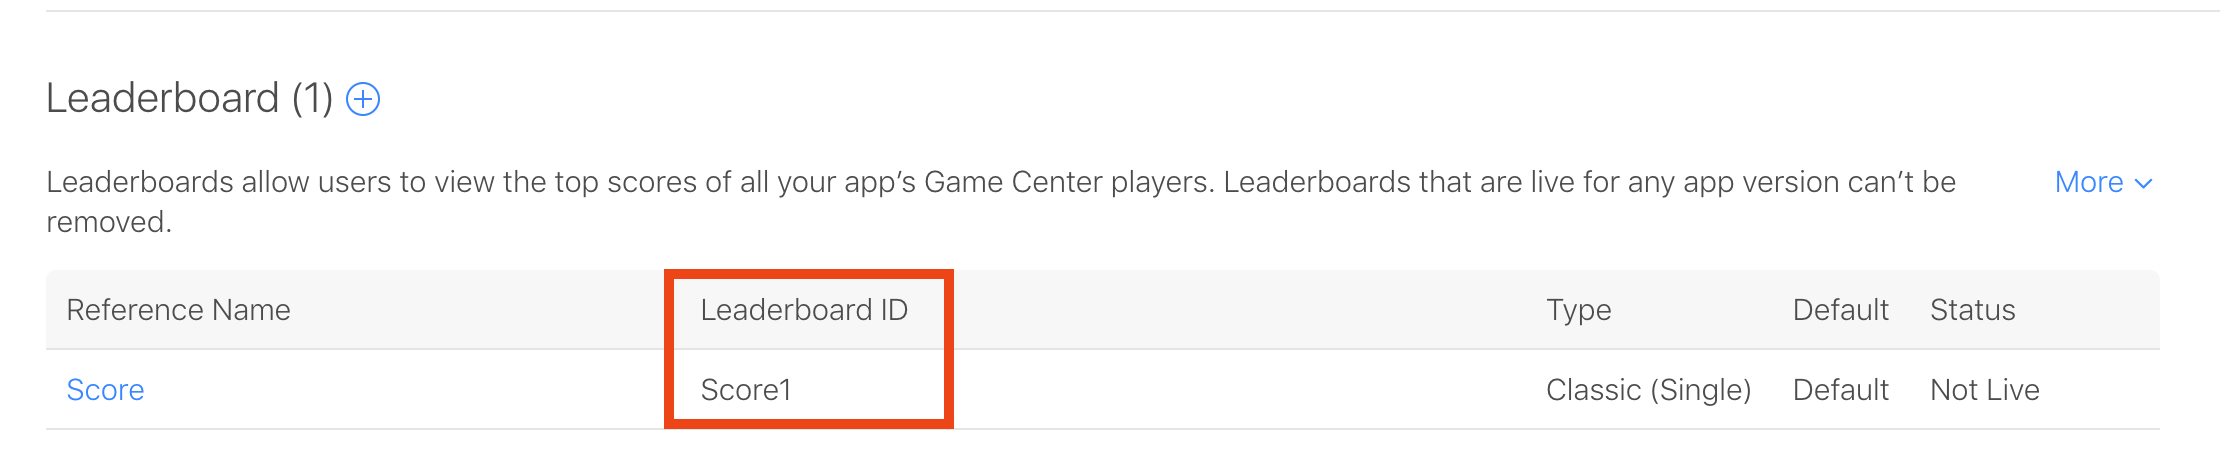 Leaderboard (1)
Leaderboards allow users to view the top scores of all your app's Game Center players. Leaderboards that are live for any app version can't be
removed.
More
Reference Name Leaderboard ID Type Default Status
Score Score1 Classic (Single) Default Not Live